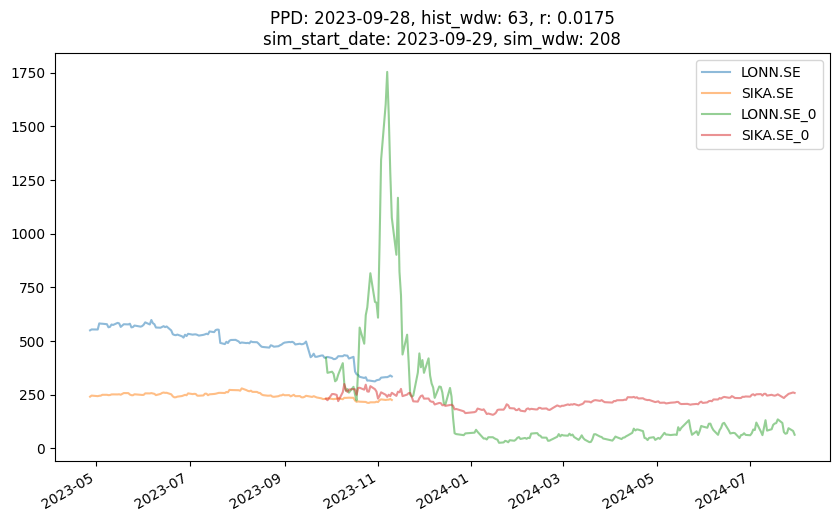 PPD: 2023-09-28, hist_wdw: 63, r: 0.0175
sim_start_date: 2023-09-29, sim_wdw: 208
LONN.SE
SIKA.SE
LONN.SE_0
SIKA.SE_0
1750
1500
1250
1000
750
500
250
0
2023-05
2023-07
2023-09
2023-11
2024-01
2024-03
2024-05
2024-07